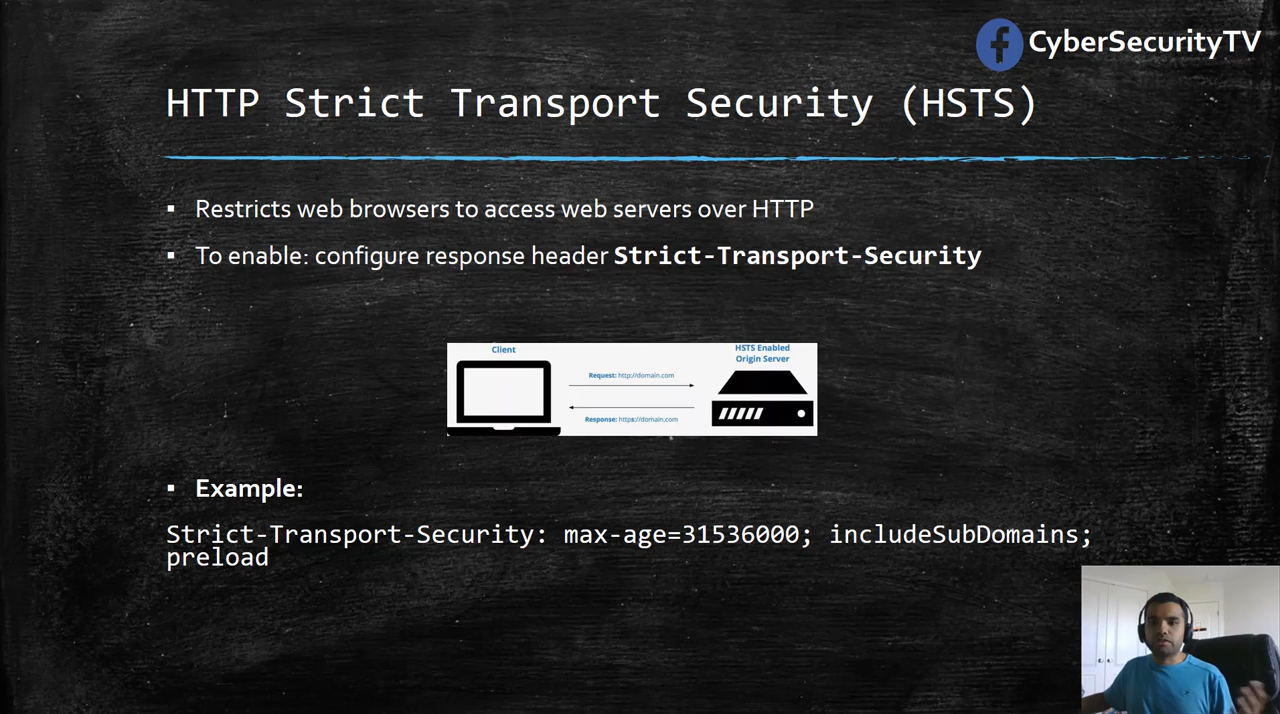 CyberSecurityTV
HTTP Strict Transport Security (HSTS)
▪ Restricts web browsers to access web servers over HTTP
▪ To enable: configure response header Strict-Transport-Security
Client
HSTS Enabled
Origin Server
Request: http://domain.com
Response: https://domain.com
▪ Example:
Strict-Transport-Security: max-age=31536000; includeSubDomains;
preload